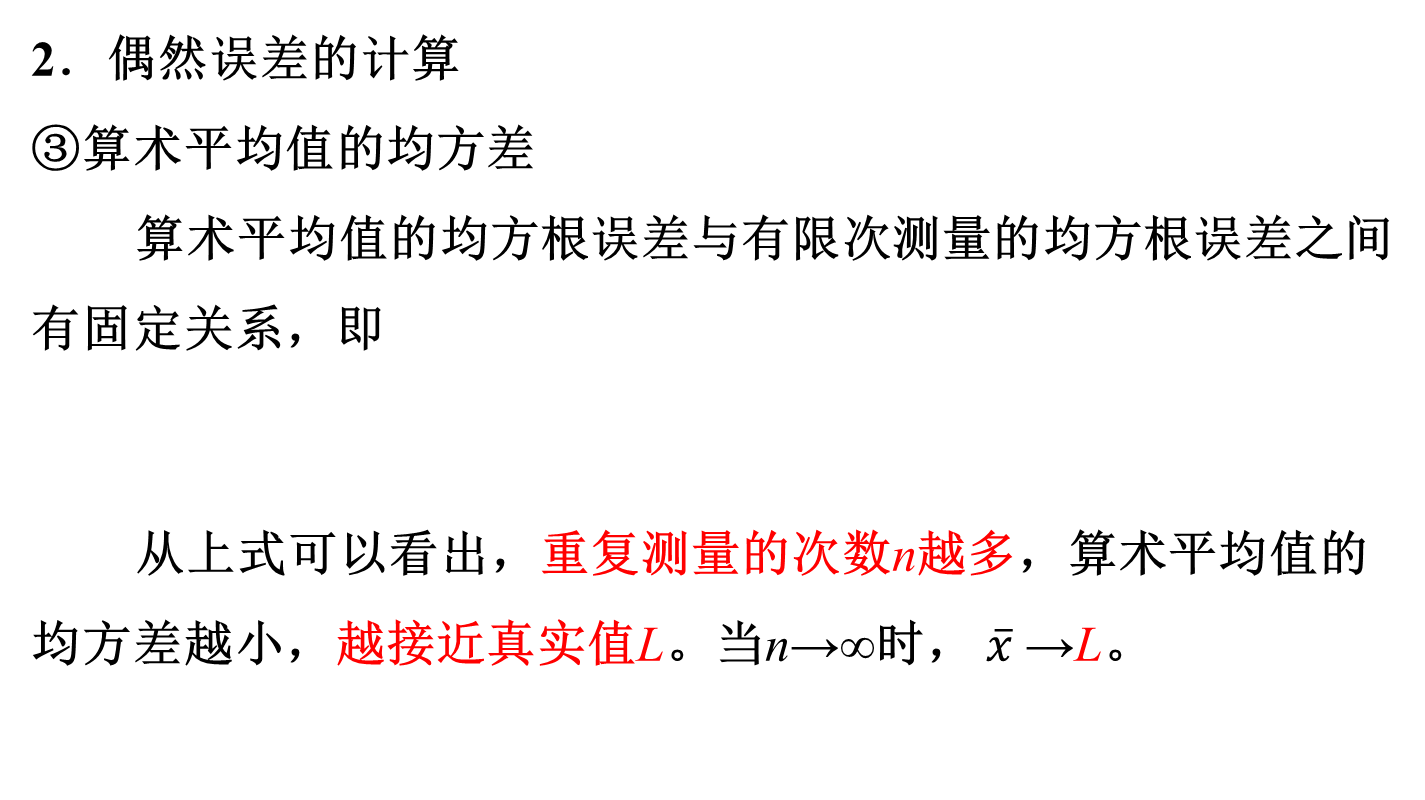 2．偶然误差的计算
③算术平均值的均方差
算术平均值的均方根误差与有限次测量的均方根误差之间
有固定关系，即
从上式可以看出，重复测量的次数n越多，算术平均值的
均方差越小，越接近真实值L。当n→∞时， x̄ →L。